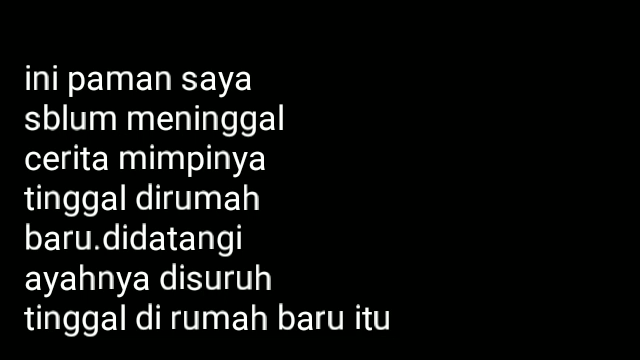 ini paman saya
sblum meninggal
cerita mimpinya
tinggal dirumah
baru.didatangi
ayahnya disuruh
tinggal di rumah baru itu